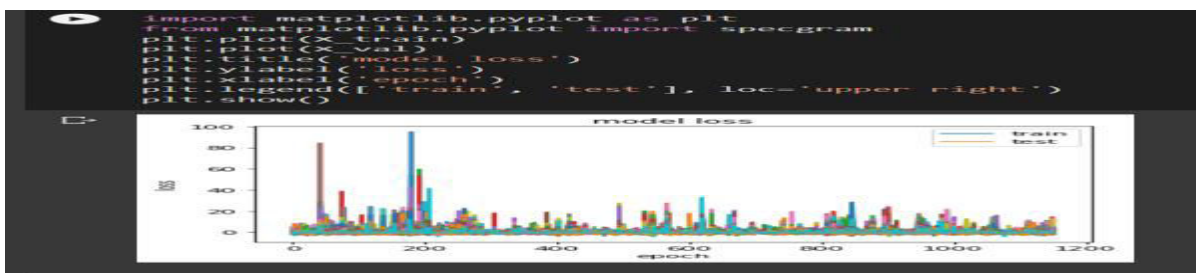 import matplotlib.pyplot as plt
from matplotlib.pyplot import specgram
plt.plot(X_train)
plt.plot(X_val)
plt.title('model loss')
plt.ylabel('loss')
plt.xlabel('epoch')
plt.legend(['train', 'test'], loc='upper right')
plt.show()
model loss
train
test
loss
100
80
60
40
20
0
0 200 400 600 800 1000 1200
epoch